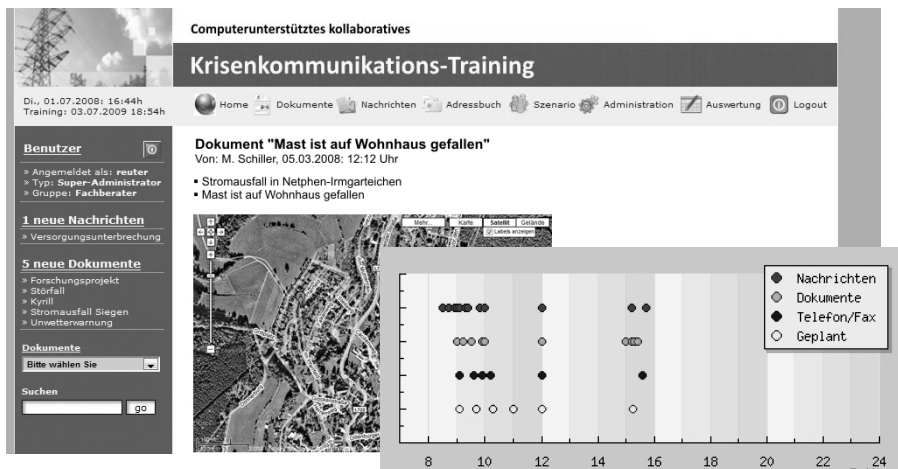 Computerunterstütztes kollaboratives
Krisenkommunikations-Training
Di., 01.07.2008: 16:44h
Training: 03.07.2009 18:54h
Home Dokumente Nachrichten Adressbuch Szenario Administration Auswertung Logout
Benutzer
» Angemeldet als: reuter
» Typ: Super-Administrator
» Gruppe: Fachberater
1 neue Nachrichten
» Versorgungsunterbrechung
5 neue Dokumente
» Forschungsprojekt
» Störfall
» Kyrill
» Stromausfall Siegen
» Unwetterwarnung
Dokumente
Bitte wählen Sie
Suchen
go
Dokument "Mast ist auf Wohnhaus gefallen"
Von: M. Schiller, 05.03.2008: 12:12 Uhr
▪ Stromausfall in Netphen-Irmgarteichen
▪ Mast ist auf Wohnhaus gefallen
Mehr... Karte Satellit Gelände
Labels anzeigen
Nachrichten
Dokumente
Telefon/Fax
Geplant
8 10 12 14 16 18 20 22 24